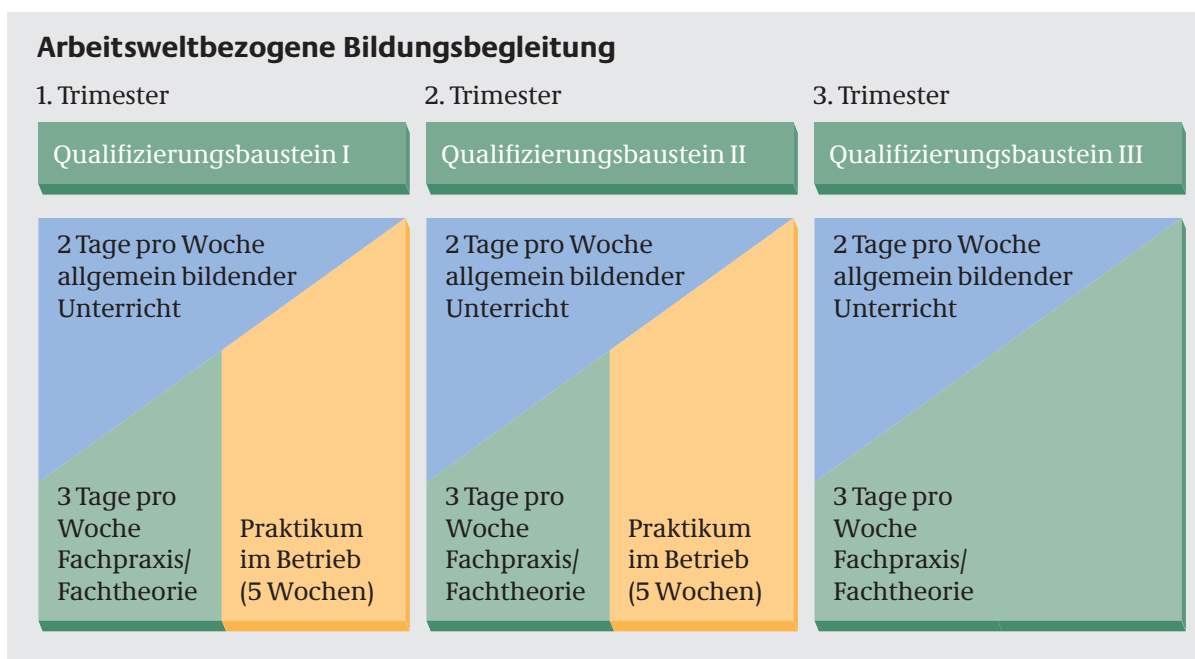 Arbeitsweltbezogene Bildungsbegleitung
1. Trimester
Qualifizierungsbaustein I
2 Tage pro Woche
allgemein bildender
Unterricht
3 Tage pro
Woche
Fachpraxis/
Fachtheorie
Praktikum
im Betrieb
(5 Wochen)
2. Trimester
Qualifizierungsbaustein II
2 Tage pro Woche
allgemein bildender
Unterricht
3 Tage pro
Woche
Fachpraxis/
Fachtheorie
Praktikum
im Betrieb
(5 Wochen)
3. Trimester
Qualifizierungsbaustein III
2 Tage pro Woche
allgemein bildender
Unterricht
3 Tage pro
Woche
Fachpraxis/
Fachtheorie